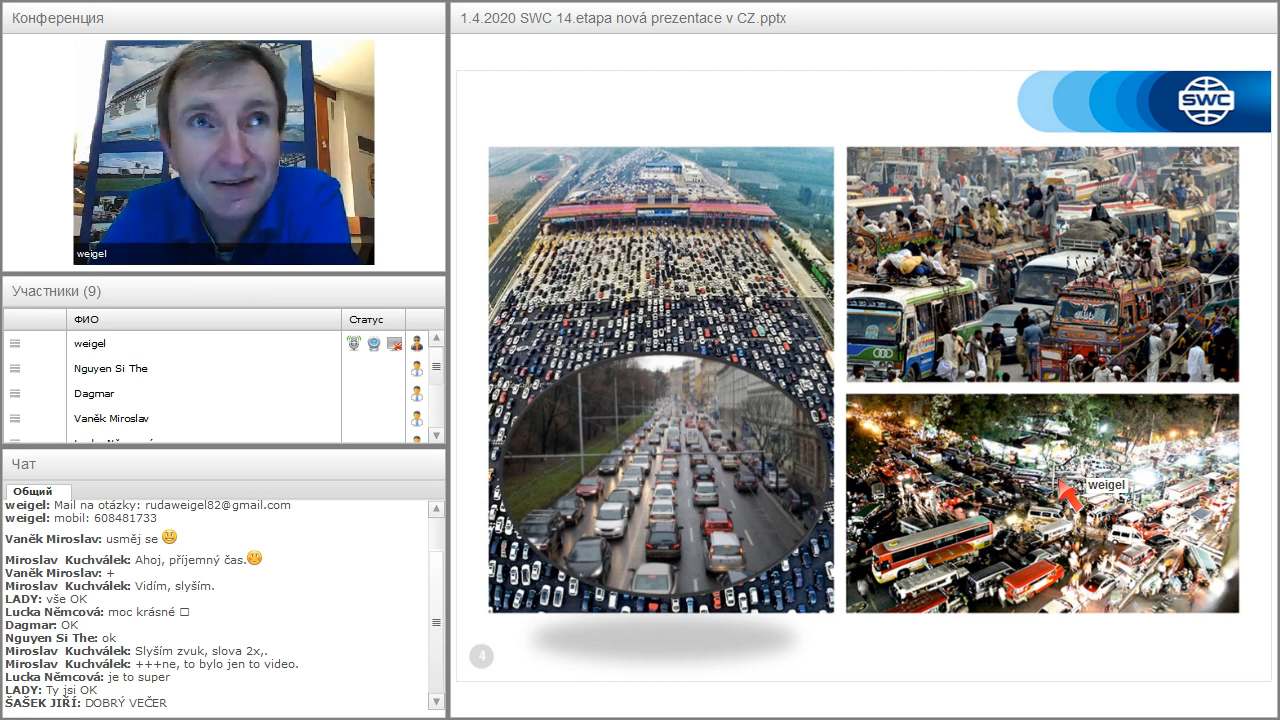 Конференция
weigel
Участники (9)
ФИО
Статус
weigel
Nguyen Si The
Dagmar
Vaněk Miroslav
Чат
Общий
weigel: Mail na otázky: rudaweigel82@gmail.com
weigel: mobil: 608481733
Vaněk Miroslav: usměj se
Miroslav Kuchválek: Ahoj, příjemný čas.
Vaněk Miroslav: +
Miroslav Kuchválek: Vidím, slyším.
LADY: vše OK
Lucka Němcová: moc krásné
Dagmar: OK
Nguyen Si The: ok
Miroslav Kuchválek: Slyším zvuk, slova 2x,.
Miroslav Kuchválek: +++ne, to bylo jen to video.
Lucka Němcová: je to super
LADY: Ty jsi OK
ŠAŠEK JIŘÍ: DOBRÝ VEČER
1.4.2020 SWC 14.etapa nová prezentace v CZ.pptx
SWC
weigel
4